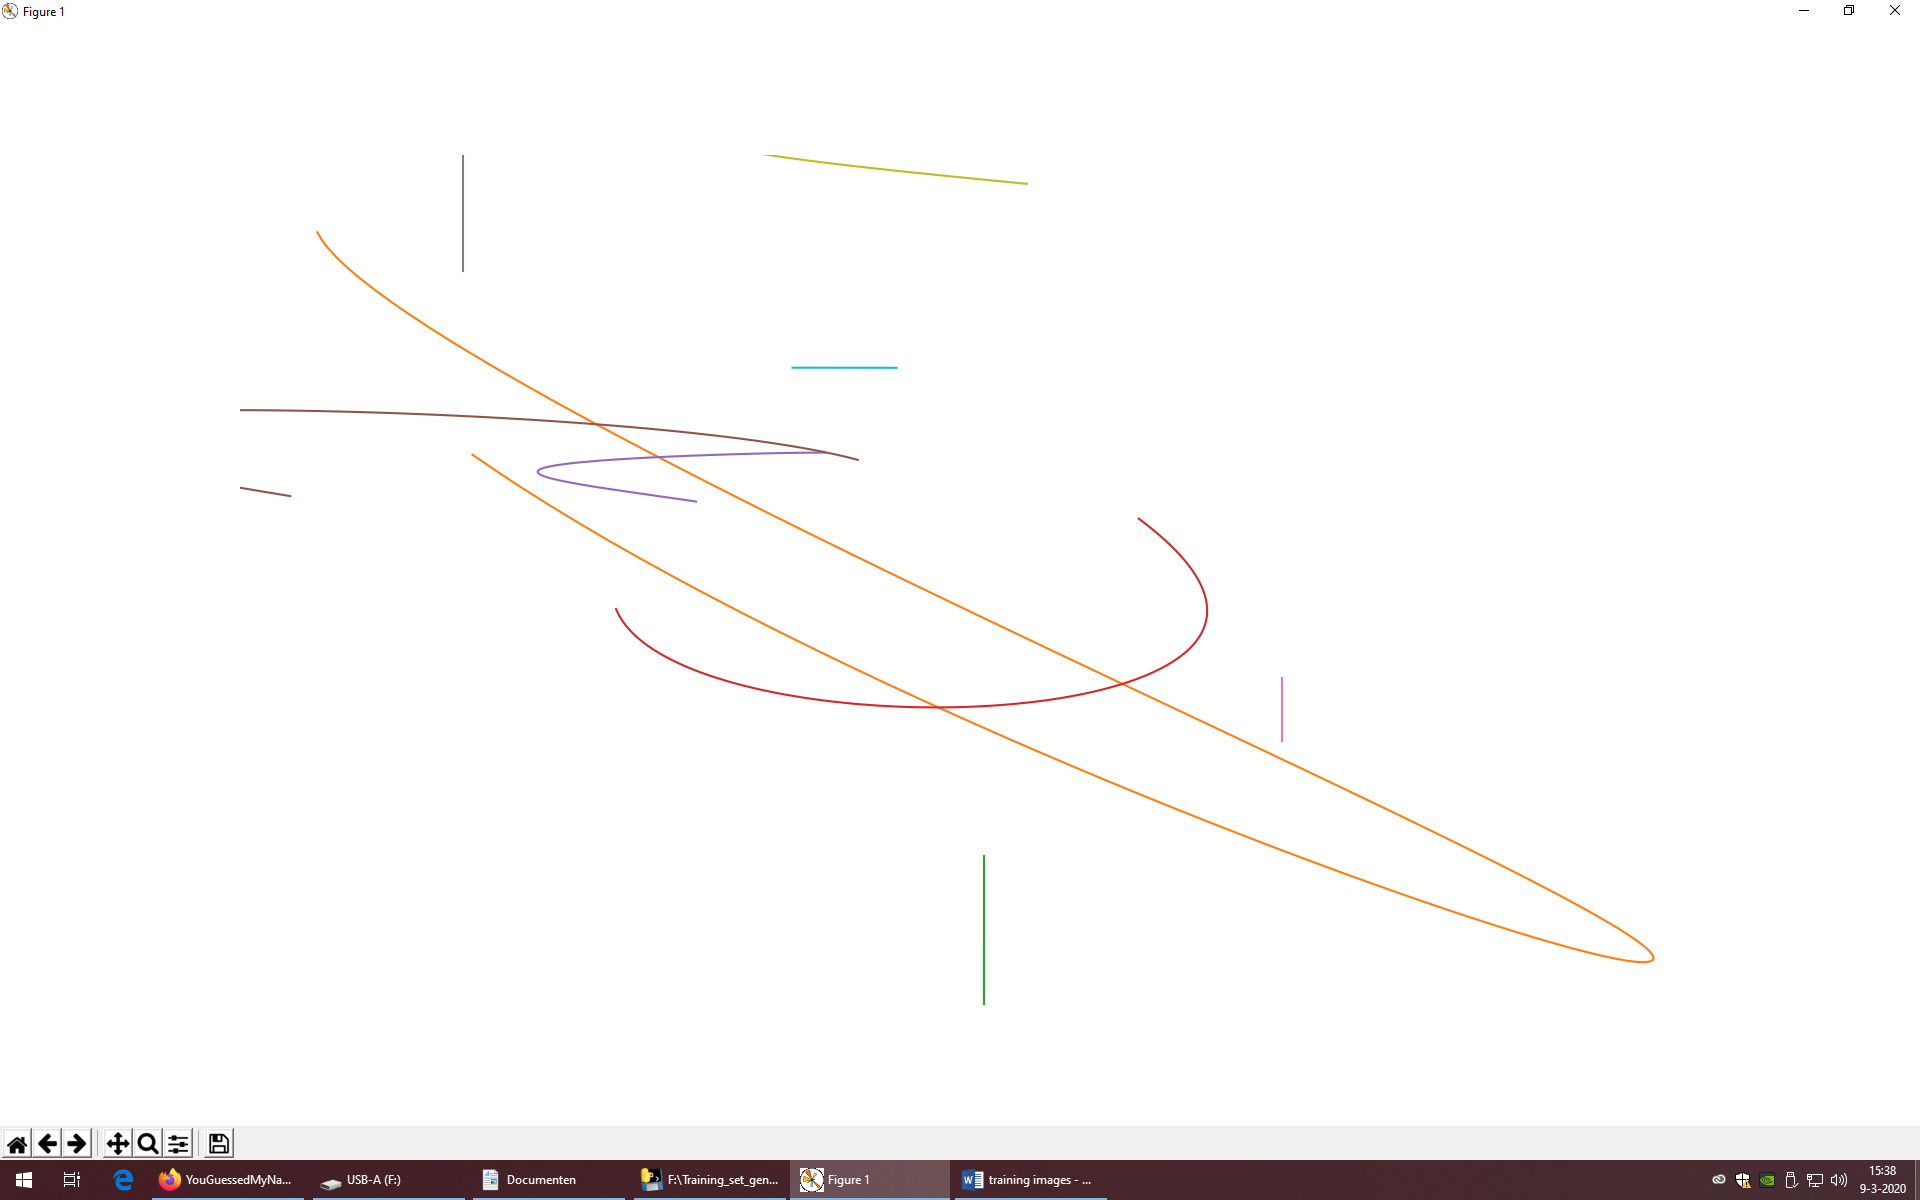 Figure 1
YouGuessedMyNa...
USB-A (F:)
Documenten
F:\Training_set_gen...
Figure 1
training images - ...
15:38
9-3-2020